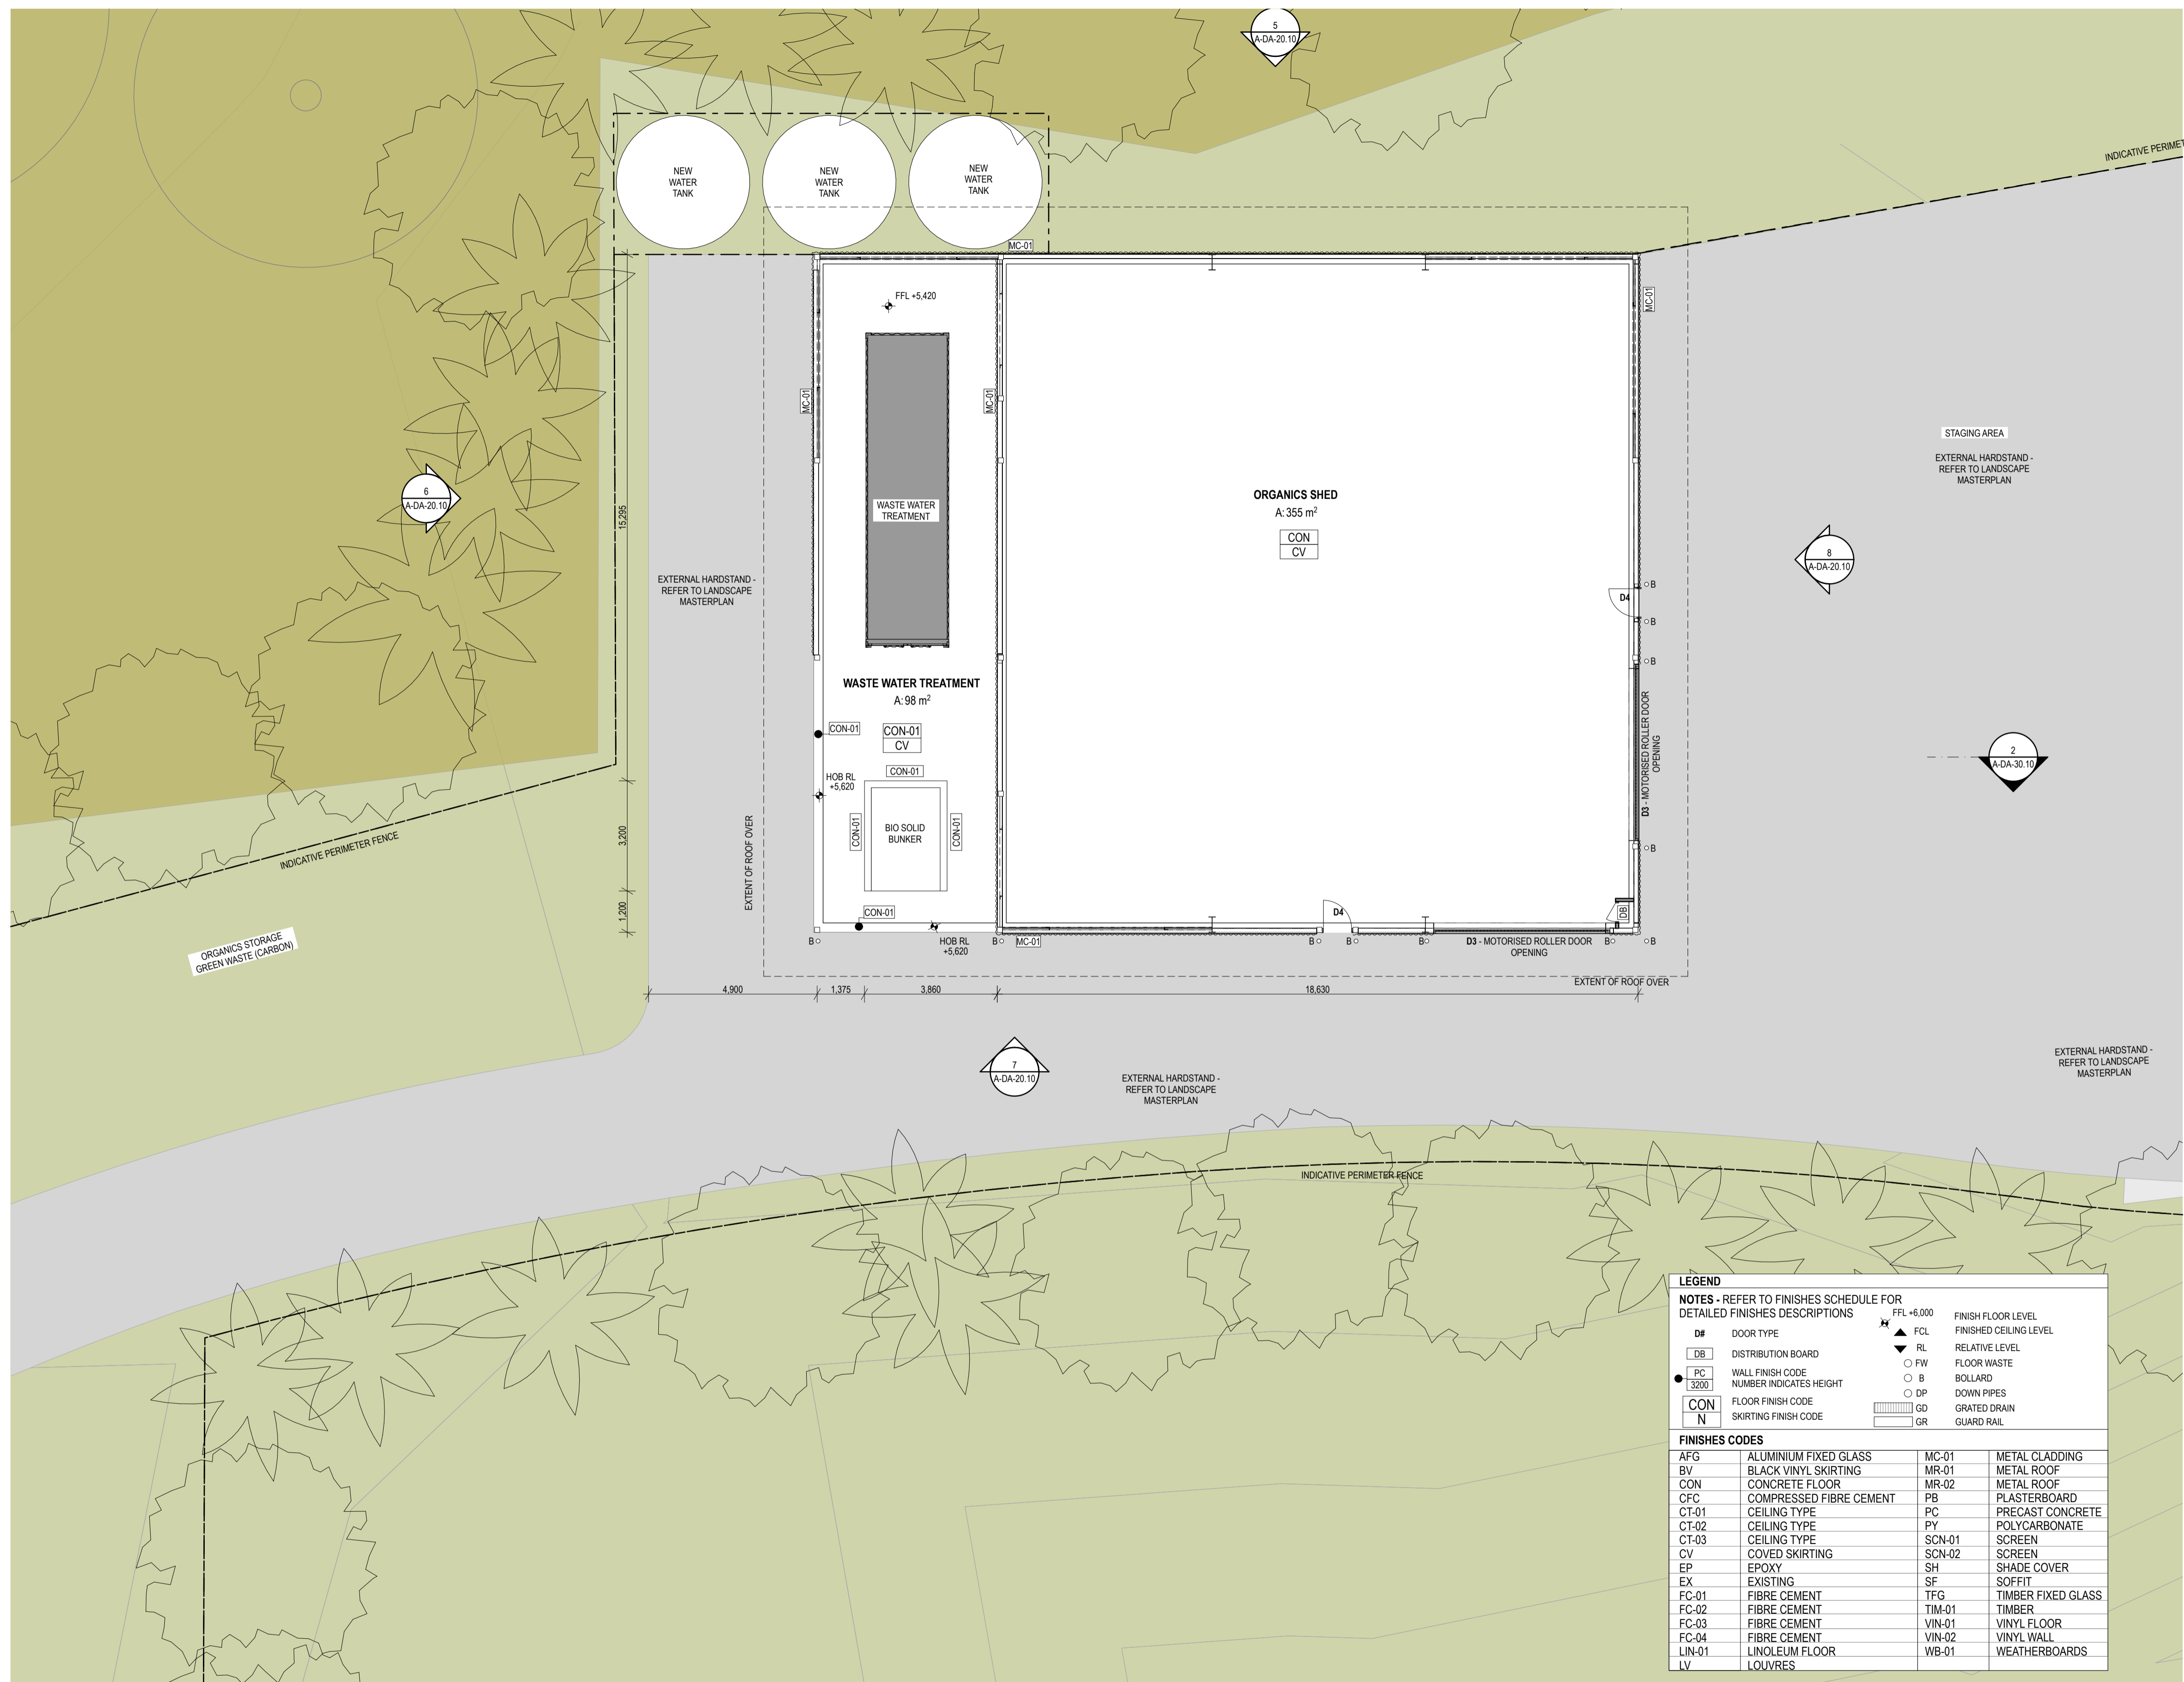 5
A-DA-20.10
INDICATIVE PERIMET
NEW
WATER
TANK
NEW
WATER
TANK
NEW
WATER
TANK
MC-01
FFL +5,420
MC-01
MC-01
MC-01
STAGING AREA
EXTERNAL HARDSTAND -
REFER TO LANDSCAPE
MASTERPLAN
6
A-DA-20.10
15,295
WASTE WATER
TREATMENT
ORGANICS SHED
A: 355 m²
CON
CV
8
A-DA-20.10
EXTERNAL HARDSTAND -
REFER TO LANDSCAPE
MASTERPLAN
B
D4
B
B
WASTE WATER TREATMENT
A: 98 m²
CON-01
CON-01
CV
CON-01
HOB RL
+5,620
D3 - MOTORISED ROLLER DOOR
OPENING
2
A-DA-30.10
BIO SOLID
BUNKER
CON-01
CON-01
3,200
EXTENT OF ROOF OVER
INDICATIVE PERIMETER FENCE
B
1,200
CON-01
D4
DB
ORGANICS STORAGE
GREEN WASTE (CARBON)
B
HOB RL
+5,620
B
MC-01
B
B
B
D3 - MOTORISED ROLLER DOOR
OPENING
B
B
EXTENT OF ROOF OVER
4,900
1,375
3,860
18,630
7
A-DA-20.10
EXTERNAL HARDSTAND -
REFER TO LANDSCAPE
MASTERPLAN
EXTERNAL HARDSTAND -
REFER TO LANDSCAPE
MASTERPLAN
INDICATIVE PERIMETER FENCE
LEGEND
NOTES - REFER TO FINISHES SCHEDULE FOR
DETAILED FINISHES DESCRIPTIONS
D# DOOR TYPE
DB DISTRIBUTION BOARD
PC WALL FINISH CODE
3200 NUMBER INDICATES HEIGHT
CON FLOOR FINISH CODE
N SKIRTING FINISH CODE
FFL +6,000 FINISH FLOOR LEVEL
FCL FINISHED CEILING LEVEL
RL RELATIVE LEVEL
FW FLOOR WASTE
B BOLLARD
DP DOWN PIPES
GD GRATED DRAIN
GR GUARD RAIL
FINISHES CODES
AFG ALUMINIUM FIXED GLASS MC-01 METAL CLADDING
BV BLACK VINYL SKIRTING MR-01 METAL ROOF
CON CONCRETE FLOOR MR-02 METAL ROOF
CFC COMPRESSED FIBRE CEMENT PB PLASTERBOARD
CT-01 CEILING TYPE PC PRECAST CONCRETE
CT-02 CEILING TYPE PY POLYCARBONATE
CT-03 CEILING TYPE SCN-01 SCREEN
CV COVED SKIRTING SCN-02 SCREEN
EP EPOXY SH SHADE COVER
EX EXISTING SF SOFFIT
FC-01 FIBRE CEMENT TFG TIMBER FIXED GLASS
FC-02 FIBRE CEMENT TIM-01 TIMBER
FC-03 FIBRE CEMENT VIN-01 VINYL FLOOR
FC-04 FIBRE CEMENT VIN-02 VINYL WALL
LIN-01 LINOLEUM FLOOR WB-01 WEATHERBOARDS
LV LOUVRES